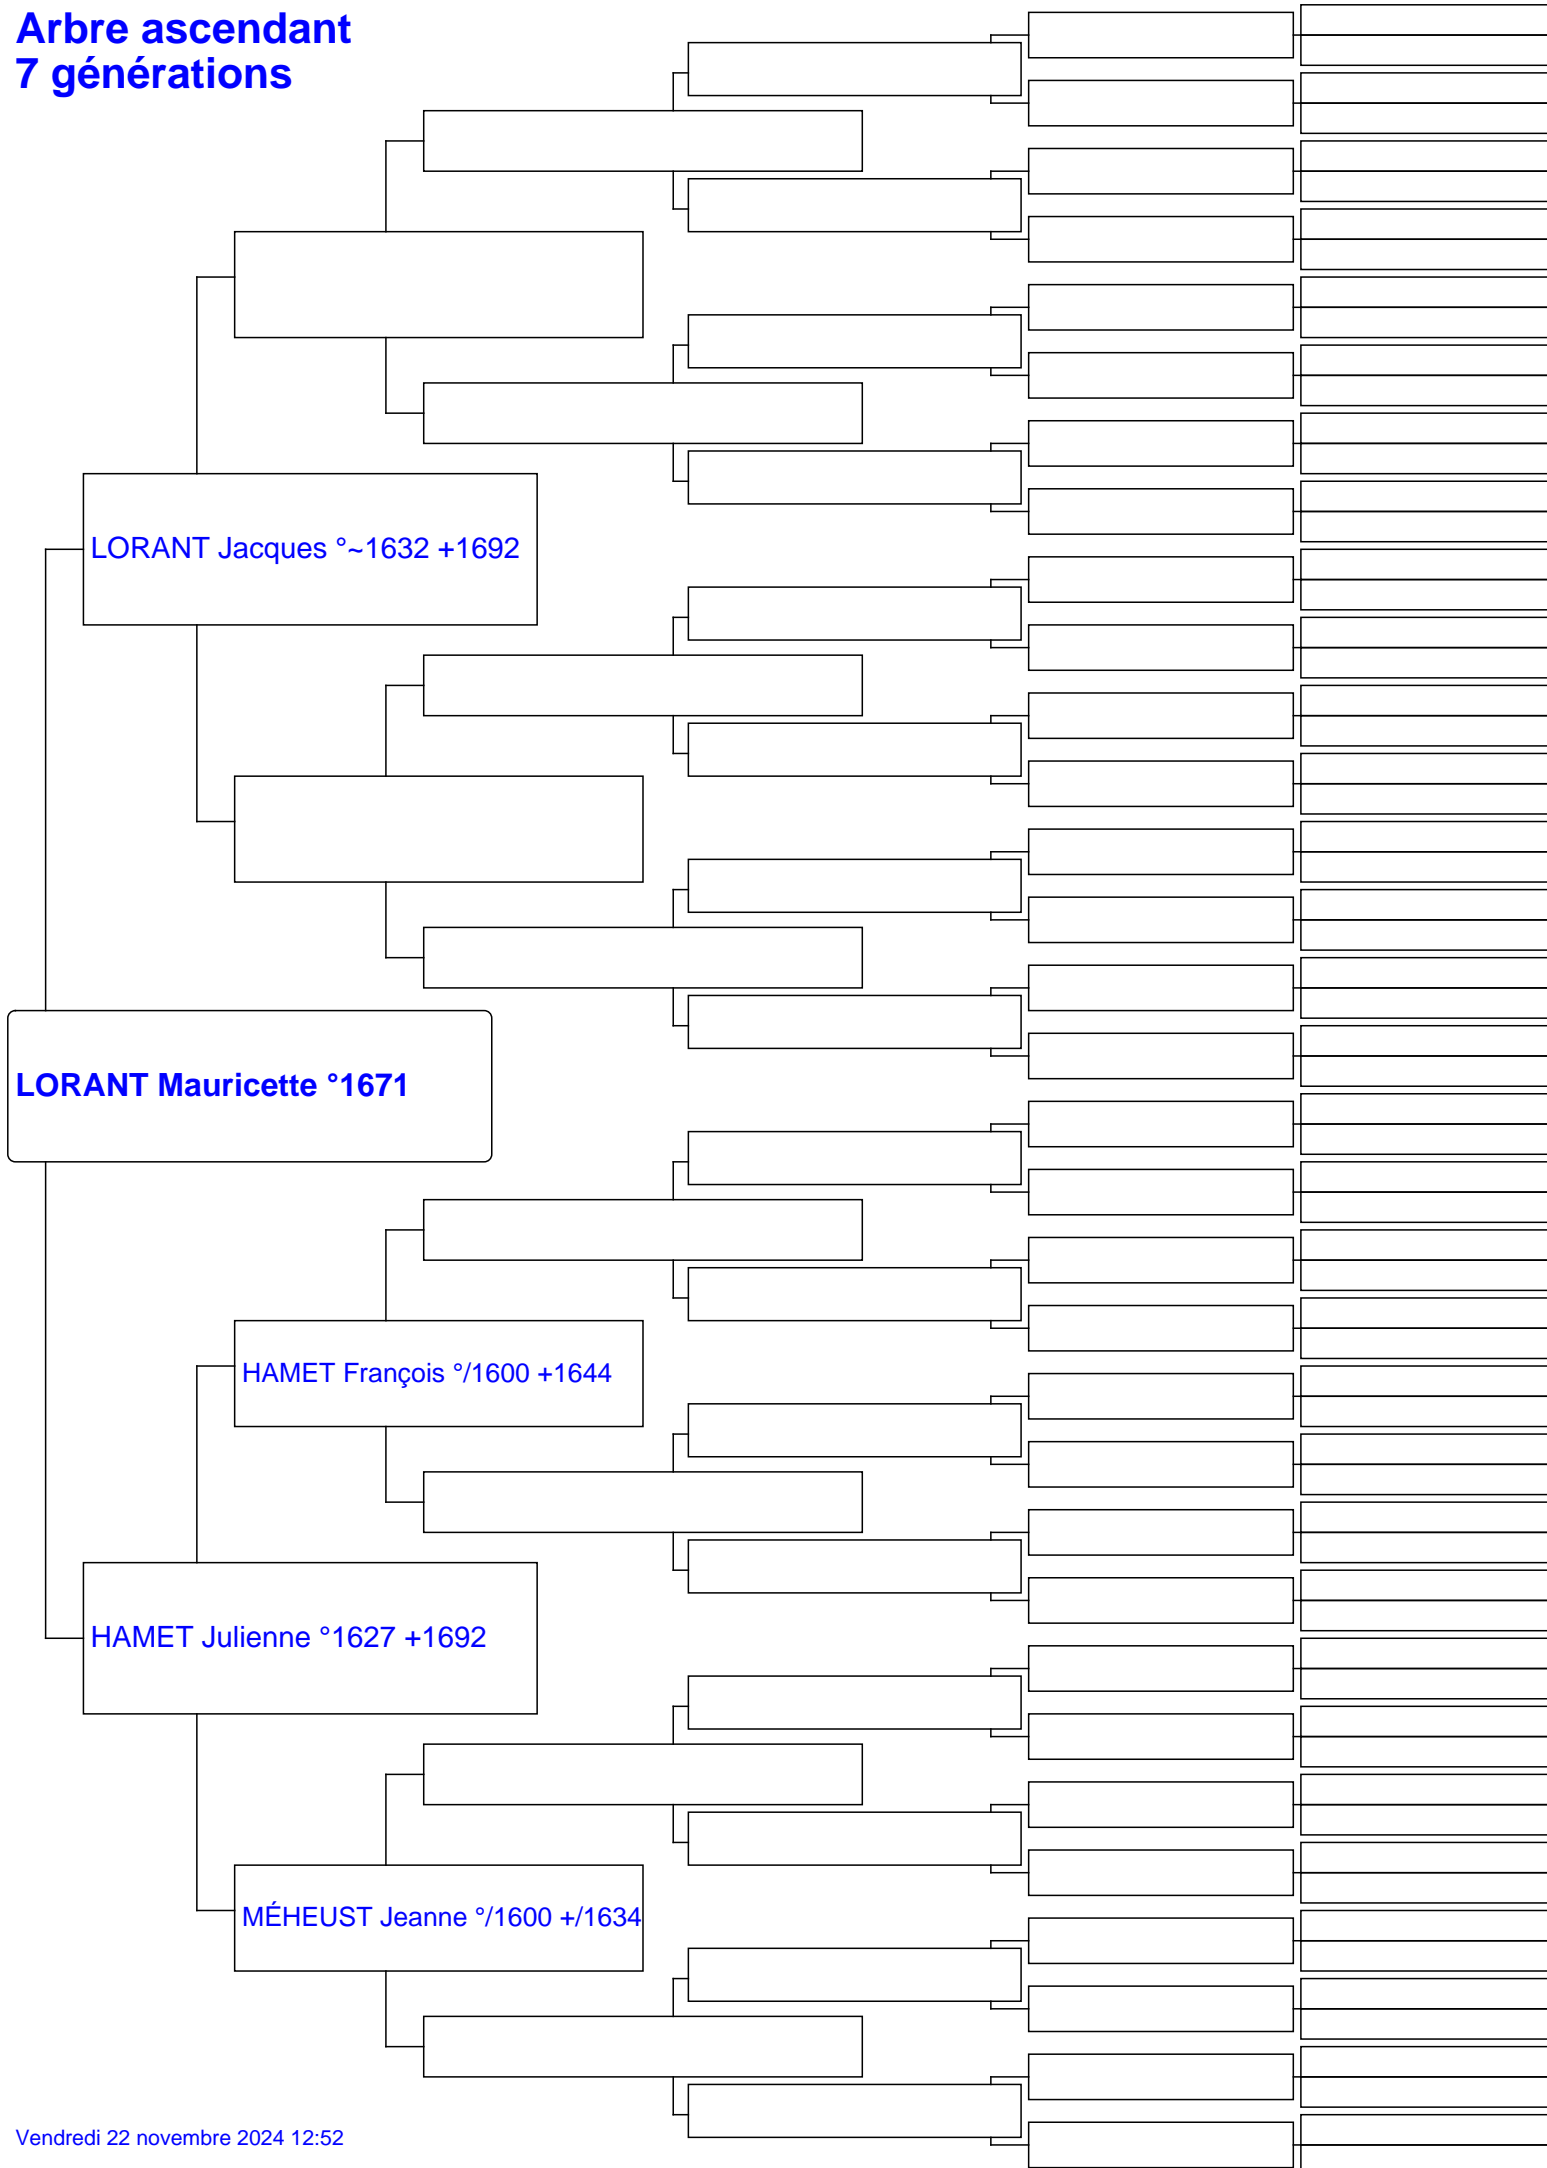 Arbre ascendant
7 générations
LORANT Jacques °~1632 +1692
LORANT Mauricette °1671
HAMET François °/1600 +1644
HAMET Julienne °1627 +1692
MÉHEUST Jeanne °/1600 +/1634
Vendredi 22 novembre 2024 12:52